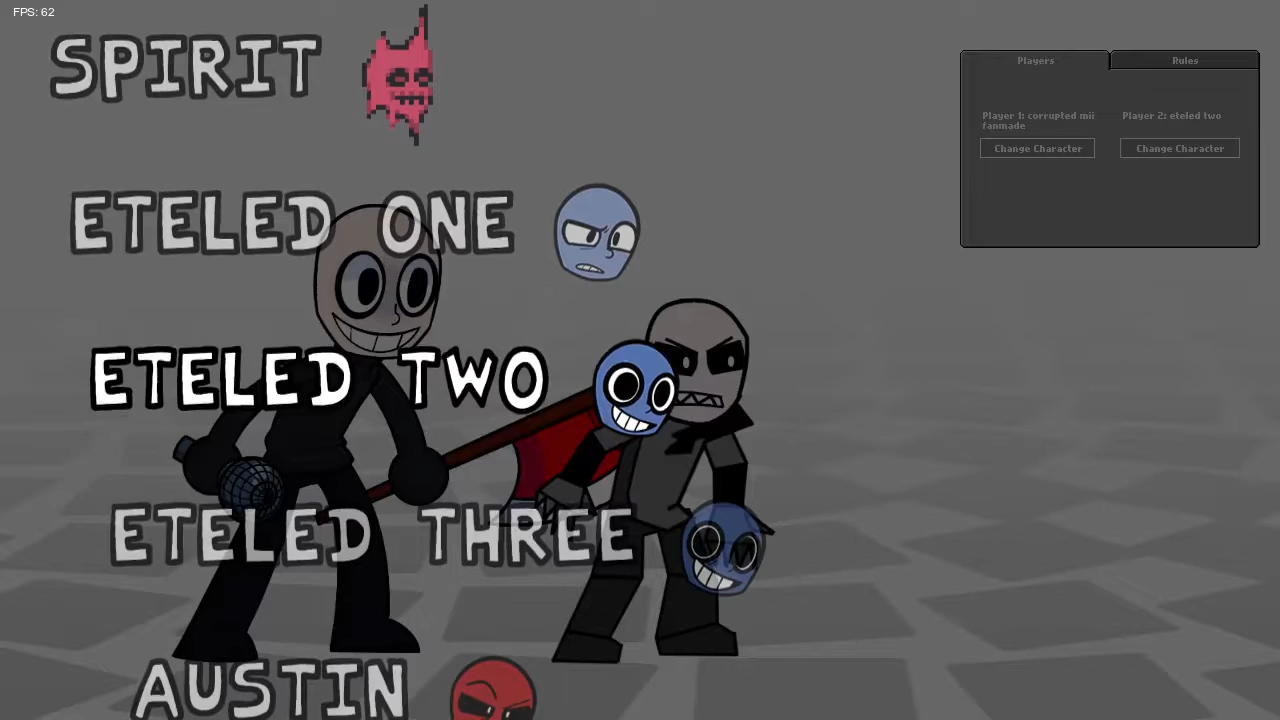 FPS: 62
SPIRIT
Players
Rules
Player 1: corrupted mii
fanmade
Player 2: eteled two
Change Character
Change Character
ETELED ONE
ETELED TWO
ETELED THREE
AUSTIN